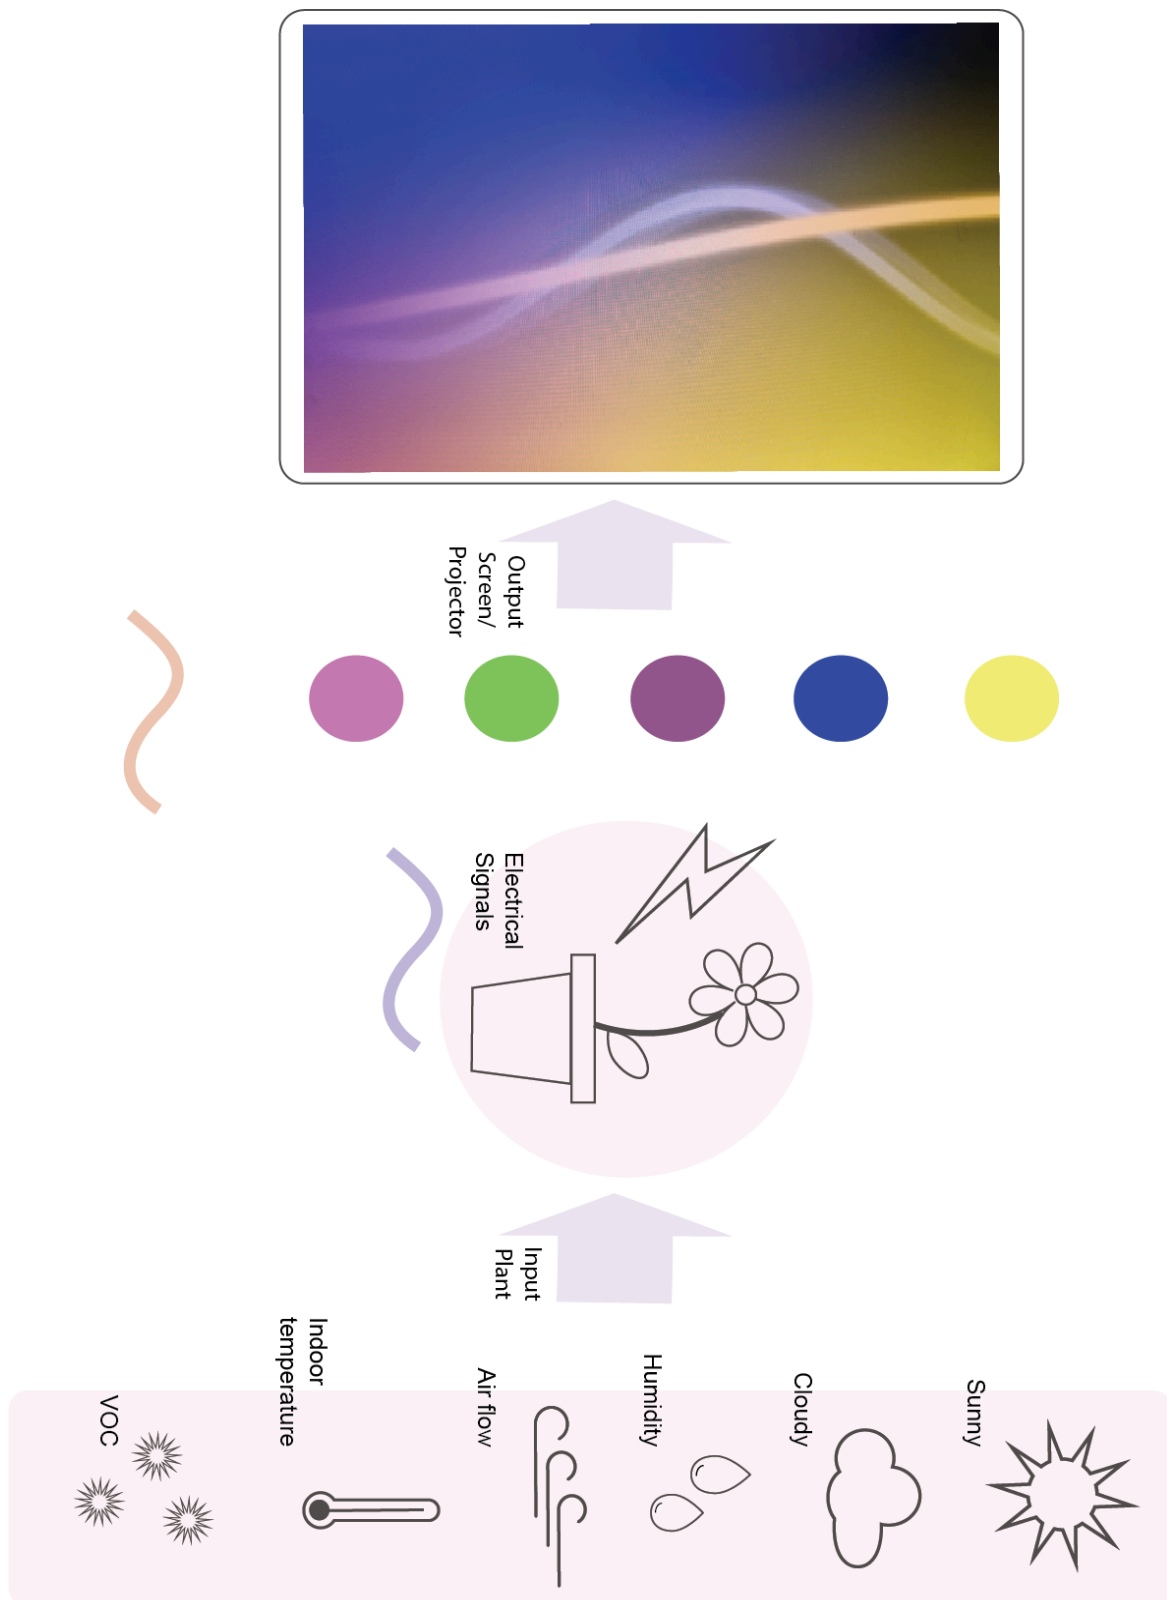 Sunny
Cloudy
Humidity
Air flow
Indoor
temperature
VOC
Input
Plant
Electrical
Signals
Output
Screen/
Projector